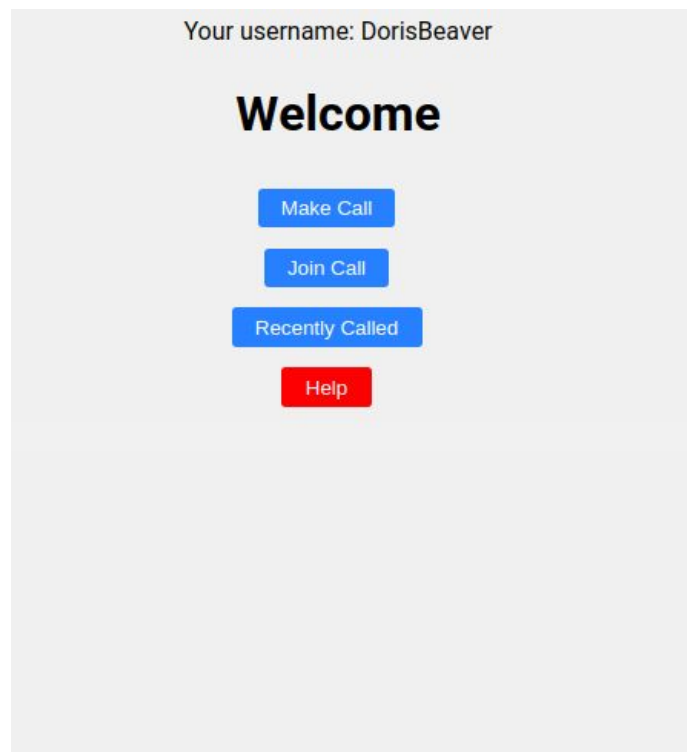 Your username: DorisBeaver
Welcome
Make Call
Join Call
Recently Called
Help